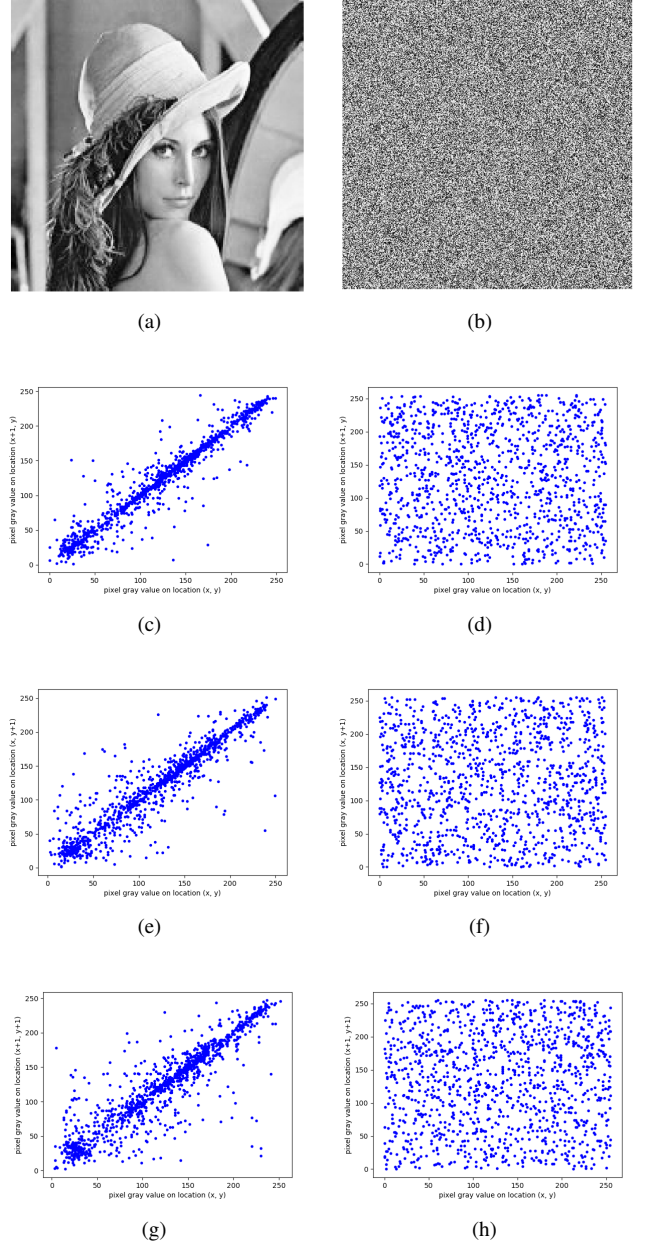 (a)
(b)
250
200
150
100
50
0
pixel gray value on location (x+1, y)
0 50 100 150 200 250
pixel gray value on location (x, y)
(c)
250
200
150
100
50
0
pixel gray value on location (x+1, y)
0 50 100 150 200 250
pixel gray value on location (x, y)
(d)
250
200
150
100
50
0
pixel gray value on location (x, y+1)
0 50 100 150 200 250
pixel gray value on location (x, y)
(e)
250
200
150
100
50
0
pixel gray value on location (x, y+1)
0 50 100 150 200 250
pixel gray value on location (x, y)
(f)
250
200
150
100
50
0
pixel gray value on location (x+1, y+1)
0 50 100 150 200 250
pixel gray value on location (x, y)
(g)
250
200
150
100
50
0
pixel gray value on location (x+1, y+1)
0 50 100 150 200 250
pixel gray value on location (x, y)
(h)